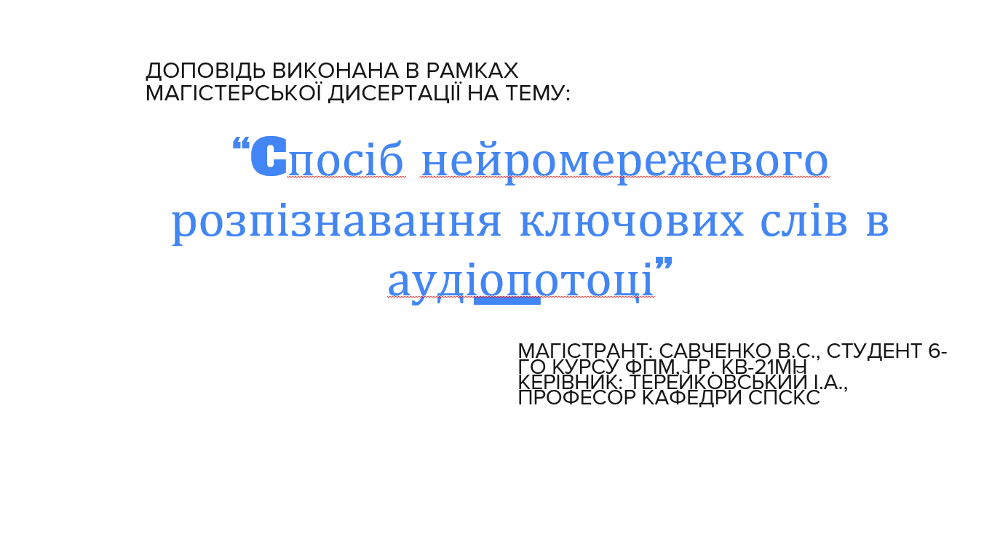 ДОПОВІДЬ ВИКОНАНА В РАМКАХ
МАГІСТЕРСЬКОЇ ДИСЕРТАЦІЇ НА ТЕМУ:
“Спосіб нейромережевого
розпізнавання ключових слів в
аудіопотоці”
МАГІСТРАНТ: САВЧЕНКО В.С., СТУДЕНТ 6-
ГО КУРСУ ФПМ, ГР. КВ-21МН
КЕРІВНИК: ТЕРЕЙКОВСЬКИЙ І.А.,
ПРОФЕСОР КАФЕДРИ СПСКС